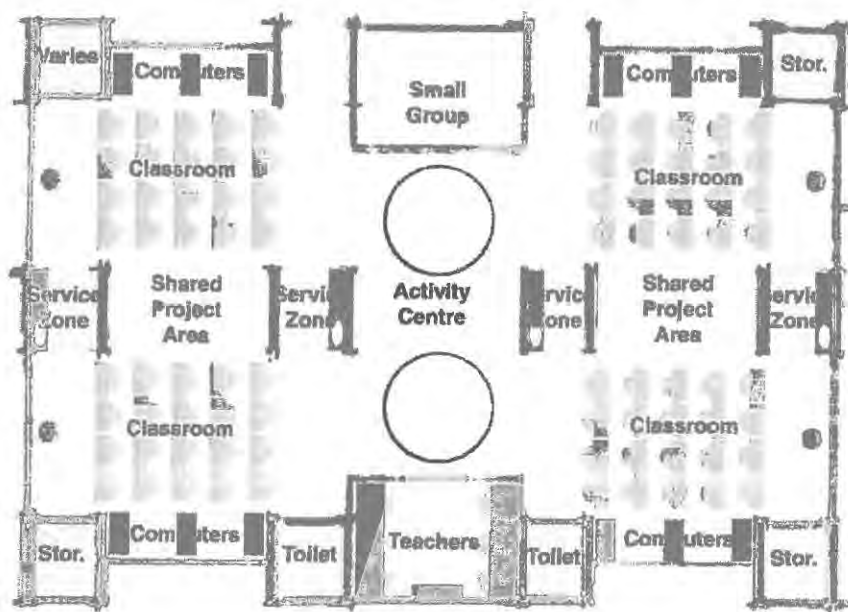 Varies
Computers
Small
Group
Computers
Stor.
Classroom
Classroom
Service
Zone
Shared
Project
Area
Service
Zone
Activity
Centre
Service
Zone
Shared
Project
Area
Service
Zone
Classroom
Classroom
Stor.
Computers
Toilet
Teachers
Toilet
Computers
Stor.